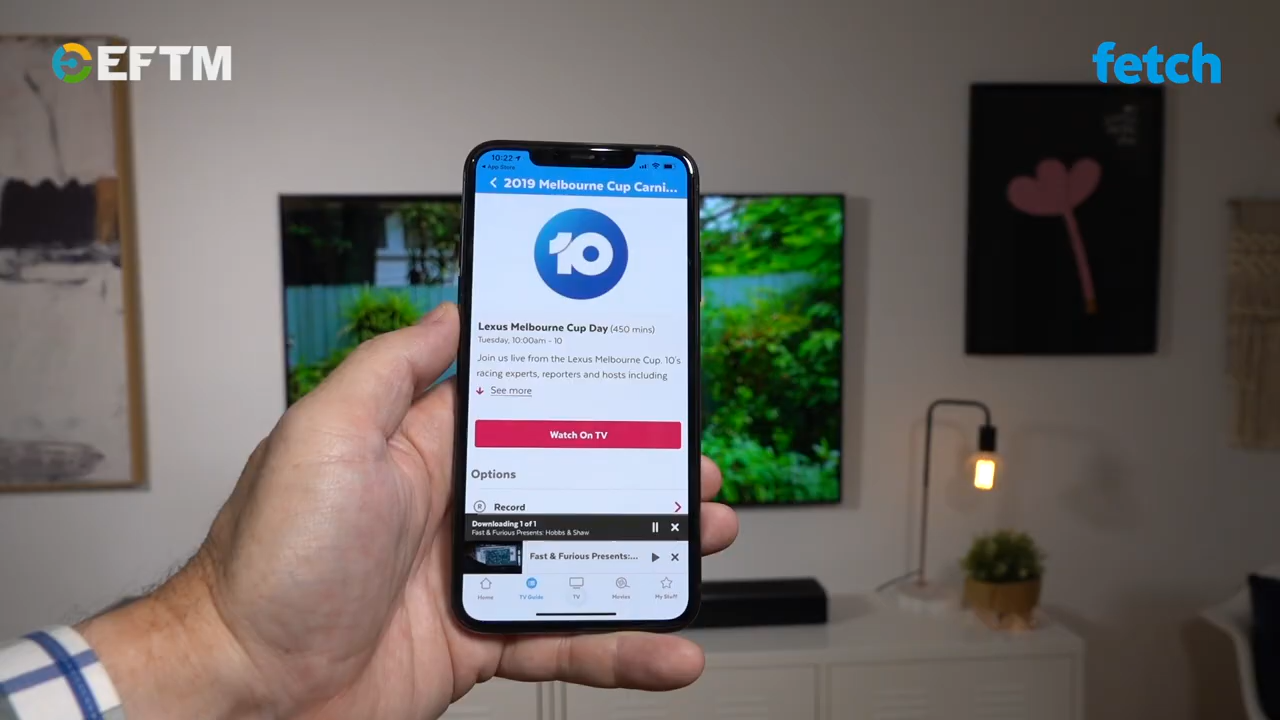 EFTM
fetch
10:22
App Store
2019 Melbourne Cup Carni...
10
Lexus Melbourne Cup Day (450 mins)
Tuesday, 10:00am - 10
Join us live from the Lexus Melbourne Cup. 10's
racing experts, reporters and hosts including
See more
Watch On TV
Options
R Record
Downloading 1 of 1
Fast & Furious Presents: Hobbs & Shaw
Fast & Furious Presents:...
Home TV Guide TV Movies My Stuff